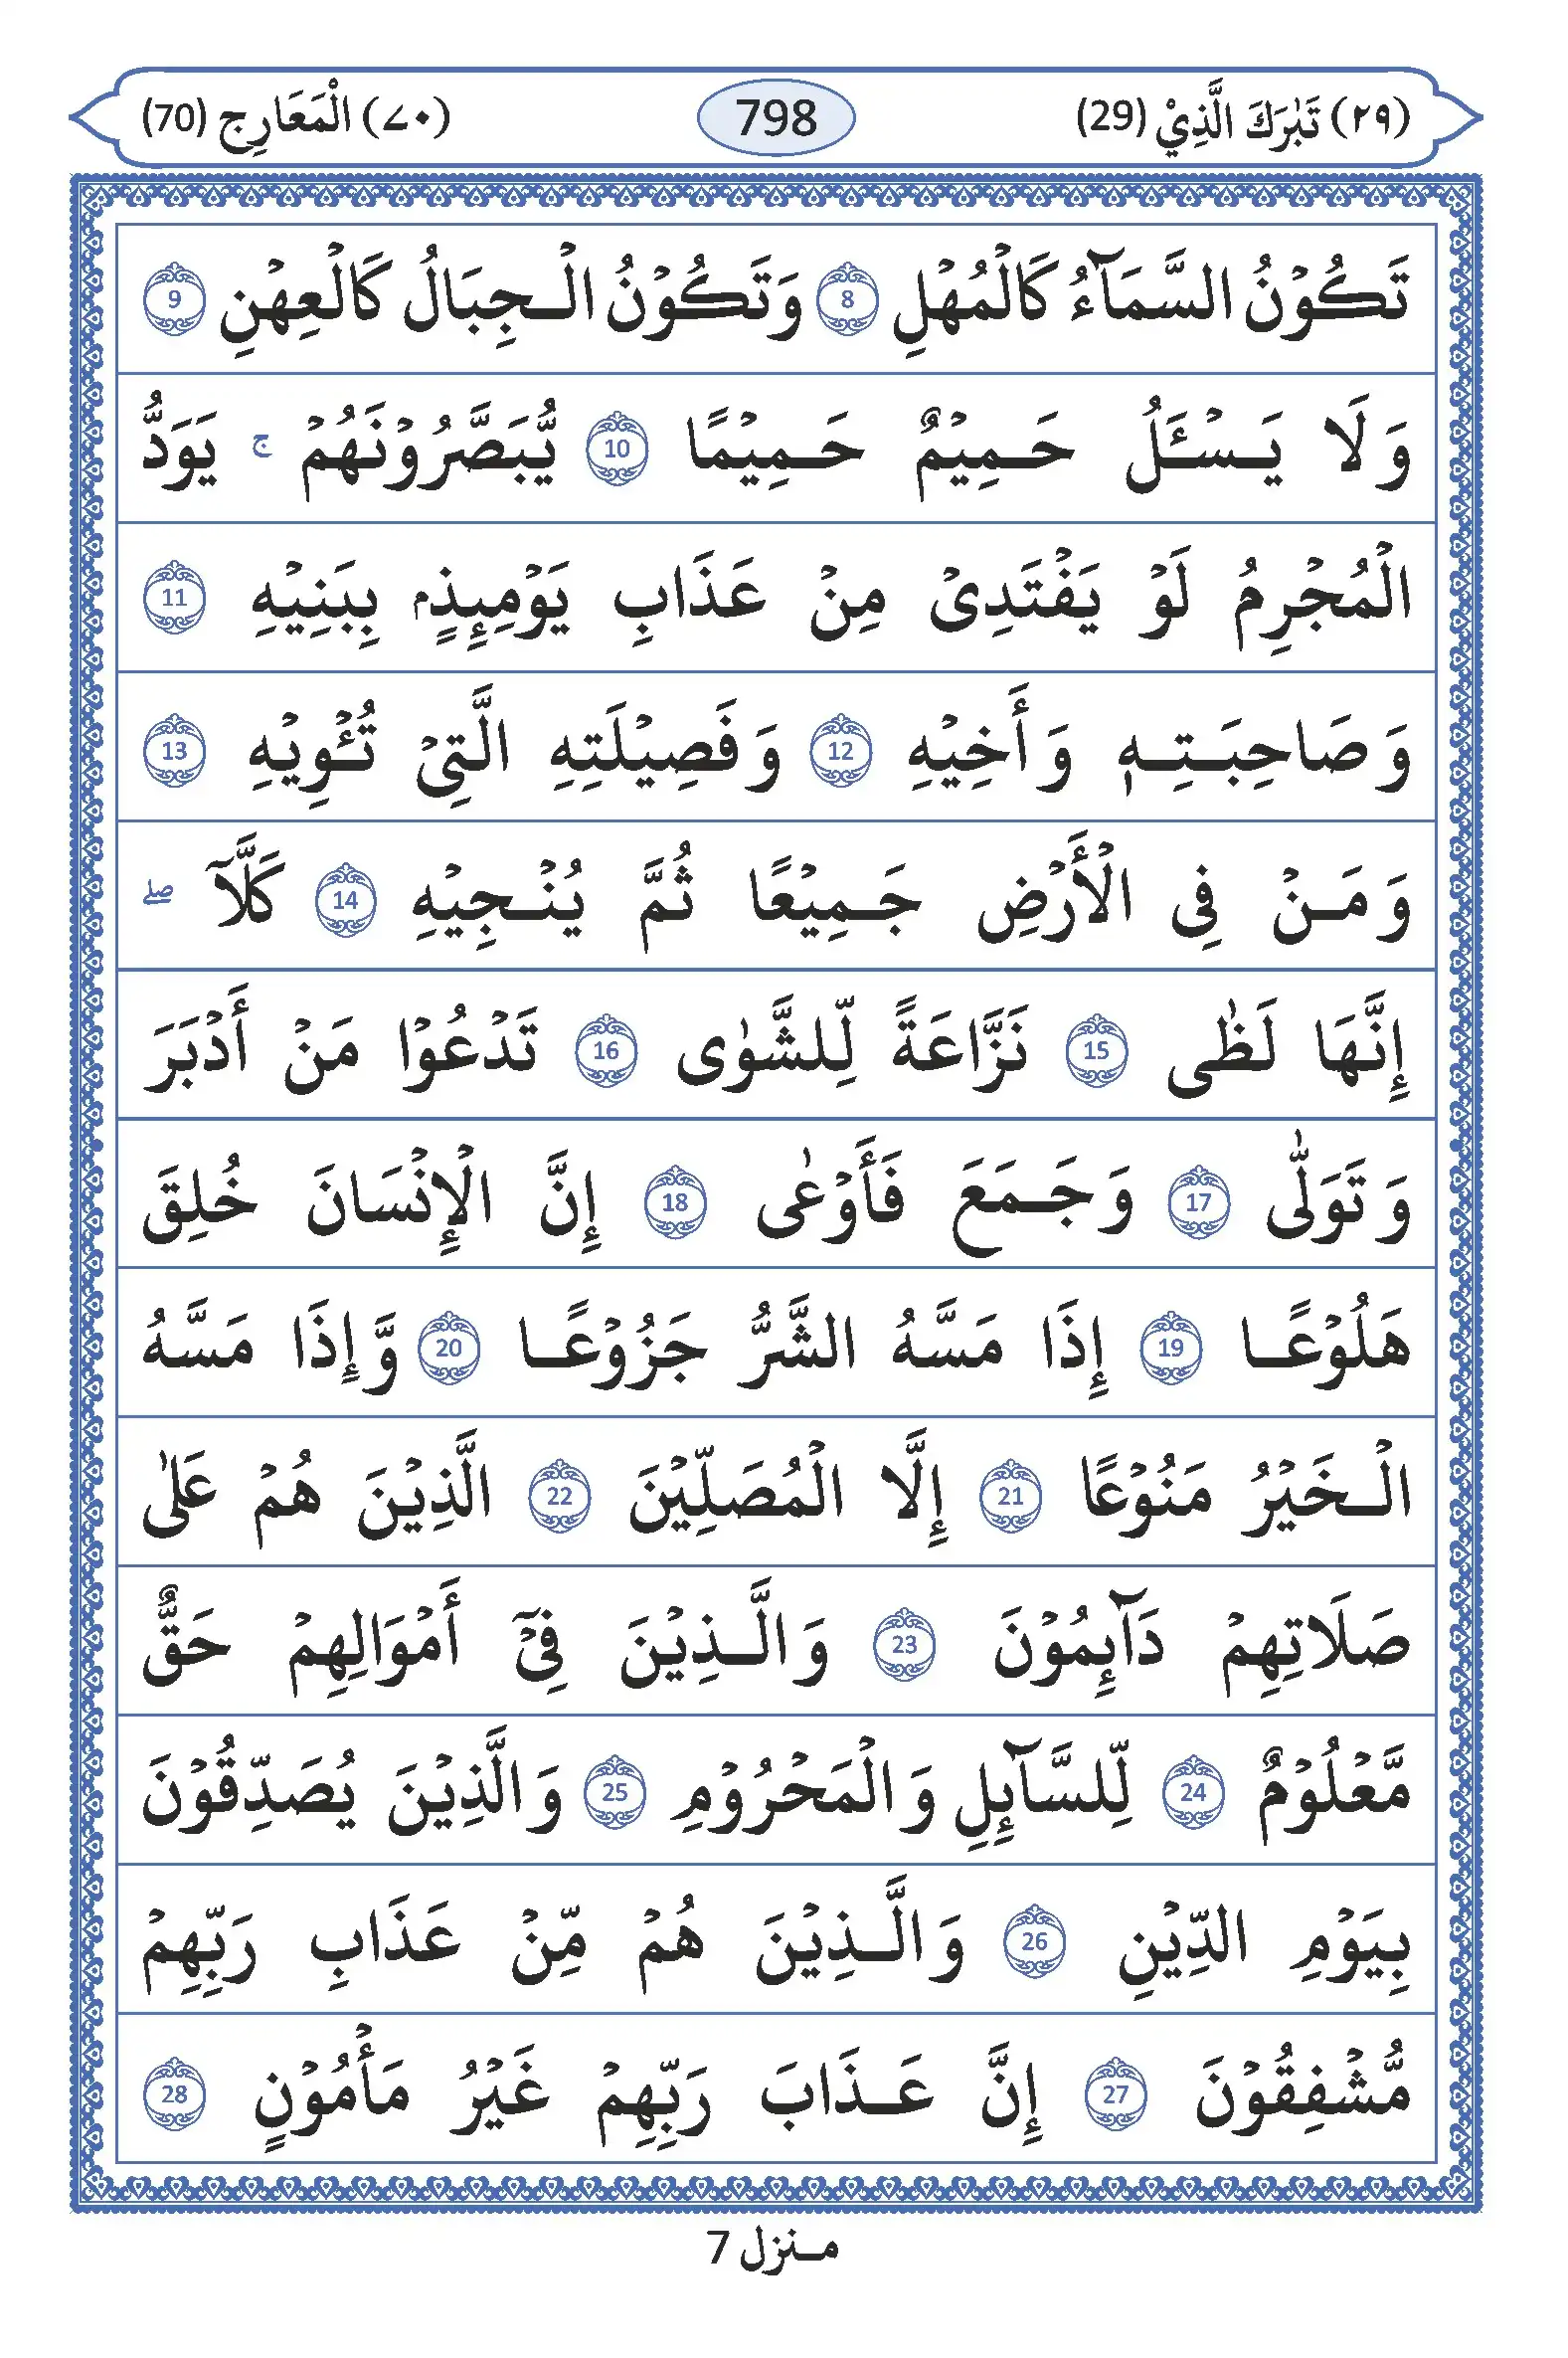 (٢٩) تَبٰرَكَ الَّذِيْ (29) 798 (٧٠) الْمَعَارِج (70)
تَكُوْنُ السَّمَآءُ كَالْمُهْلِ 8 وَتَكُوْنُ الْجِبَالُ كَالْعِهْنِ 9
وَلَا يَسْـَٔلُ حَمِيْمٌ حَمِيْمًا 10 يُّبَصَّرُوْنَهُمْ ۚ يَوَدُّ
الْمُجْرِمُ لَوْ يَفْتَدِىْ مِنْ عَذَابِ يَوْمِئِذٍۢ بِبَنِيْهِ 11
وَصَاحِبَتِهٖ وَأَخِيْهِ 12 وَفَصِيْلَتِهِ الَّتِىْ تُـْٔوِيْهِ 13
وَمَنْ فِى الْأَرْضِ جَمِيْعًا ثُمَّ يُنْجِيْهِ 14 كَلَّآ ۖ
إِنَّهَا لَظٰى 15 نَزَّاعَةً لِّلشَّوٰى 16 تَدْعُوْا مَنْ أَدْبَرَ
وَتَوَلّٰى 17 وَجَمَعَ فَأَوْعٰى 18 إِنَّ الْإِنْسَانَ خُلِقَ
هَلُوْعًا 19 إِذَا مَسَّهُ الشَّرُّ جَزُوْعًا 20 وَّإِذَا مَسَّهُ
الْخَيْرُ مَنُوْعًا 21 إِلَّا الْمُصَلِّيْنَ 22 الَّذِيْنَ هُمْ عَلٰى
صَلَاتِهِمْ دَآئِمُوْنَ 23 وَالَّذِيْنَ فِىْٓ أَمْوَالِهِمْ حَقٌّ
مَّعْلُوْمٌ 24 لِّلسَّآئِلِ وَالْمَحْرُوْمِ 25 وَالَّذِيْنَ يُصَدِّقُوْنَ
بِيَوْمِ الدِّيْنِ 26 وَالَّذِيْنَ هُمْ مِّنْ عَذَابِ رَبِّهِمْ
مُّشْفِقُوْنَ 27 إِنَّ عَذَابَ رَبِّهِمْ غَيْرُ مَأْمُوْنٍ 28
منزل 7